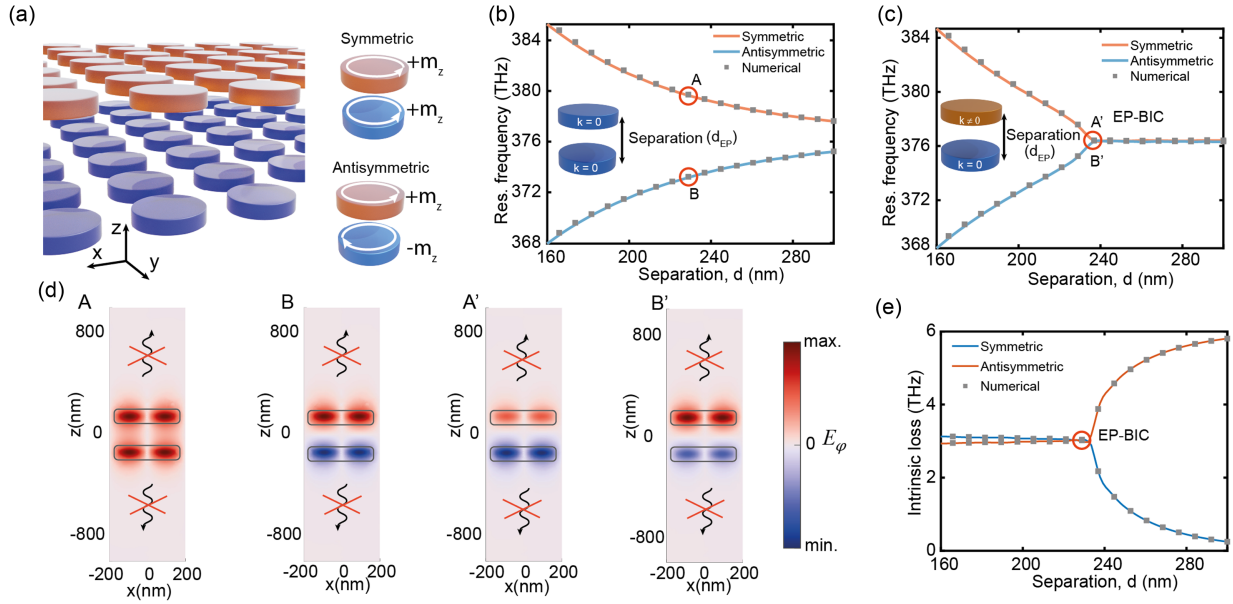 (a)
Symmetric
+m_z
+m_z
Antisymmetric
+m_z
-m_z
z
x
y
(b)
Res. frequency (THz)
384
380
376
372
368
Symmetric
Antisymmetric
Numerical
A
B
k = 0
k = 0
Separation (d_EP)
160
200
240
280
Separation, d (nm)
(c)
Res. frequency (THz)
384
380
376
372
368
Symmetric
Antisymmetric
Numerical
A'
EP-BIC
B'
k ≠ 0
k = 0
Separation
(d_EP)
160
200
240
280
Separation, d (nm)
(d)
A
800
z(nm)
0
-800
-200 0 200
x(nm)
B
800
z(nm)
0
-800
-200 0 200
x(nm)
A'
800
z(nm)
0
-800
-200 0 200
x(nm)
B'
800
z(nm)
0
-800
-200 0 200
x(nm)
max.
0 E_φ
min.
(e)
Intrinsic loss (THz)
6
4
2
0
Symmetric
Antisymmetric
Numerical
EP-BIC
160
200
240
280
Separation, d (nm)